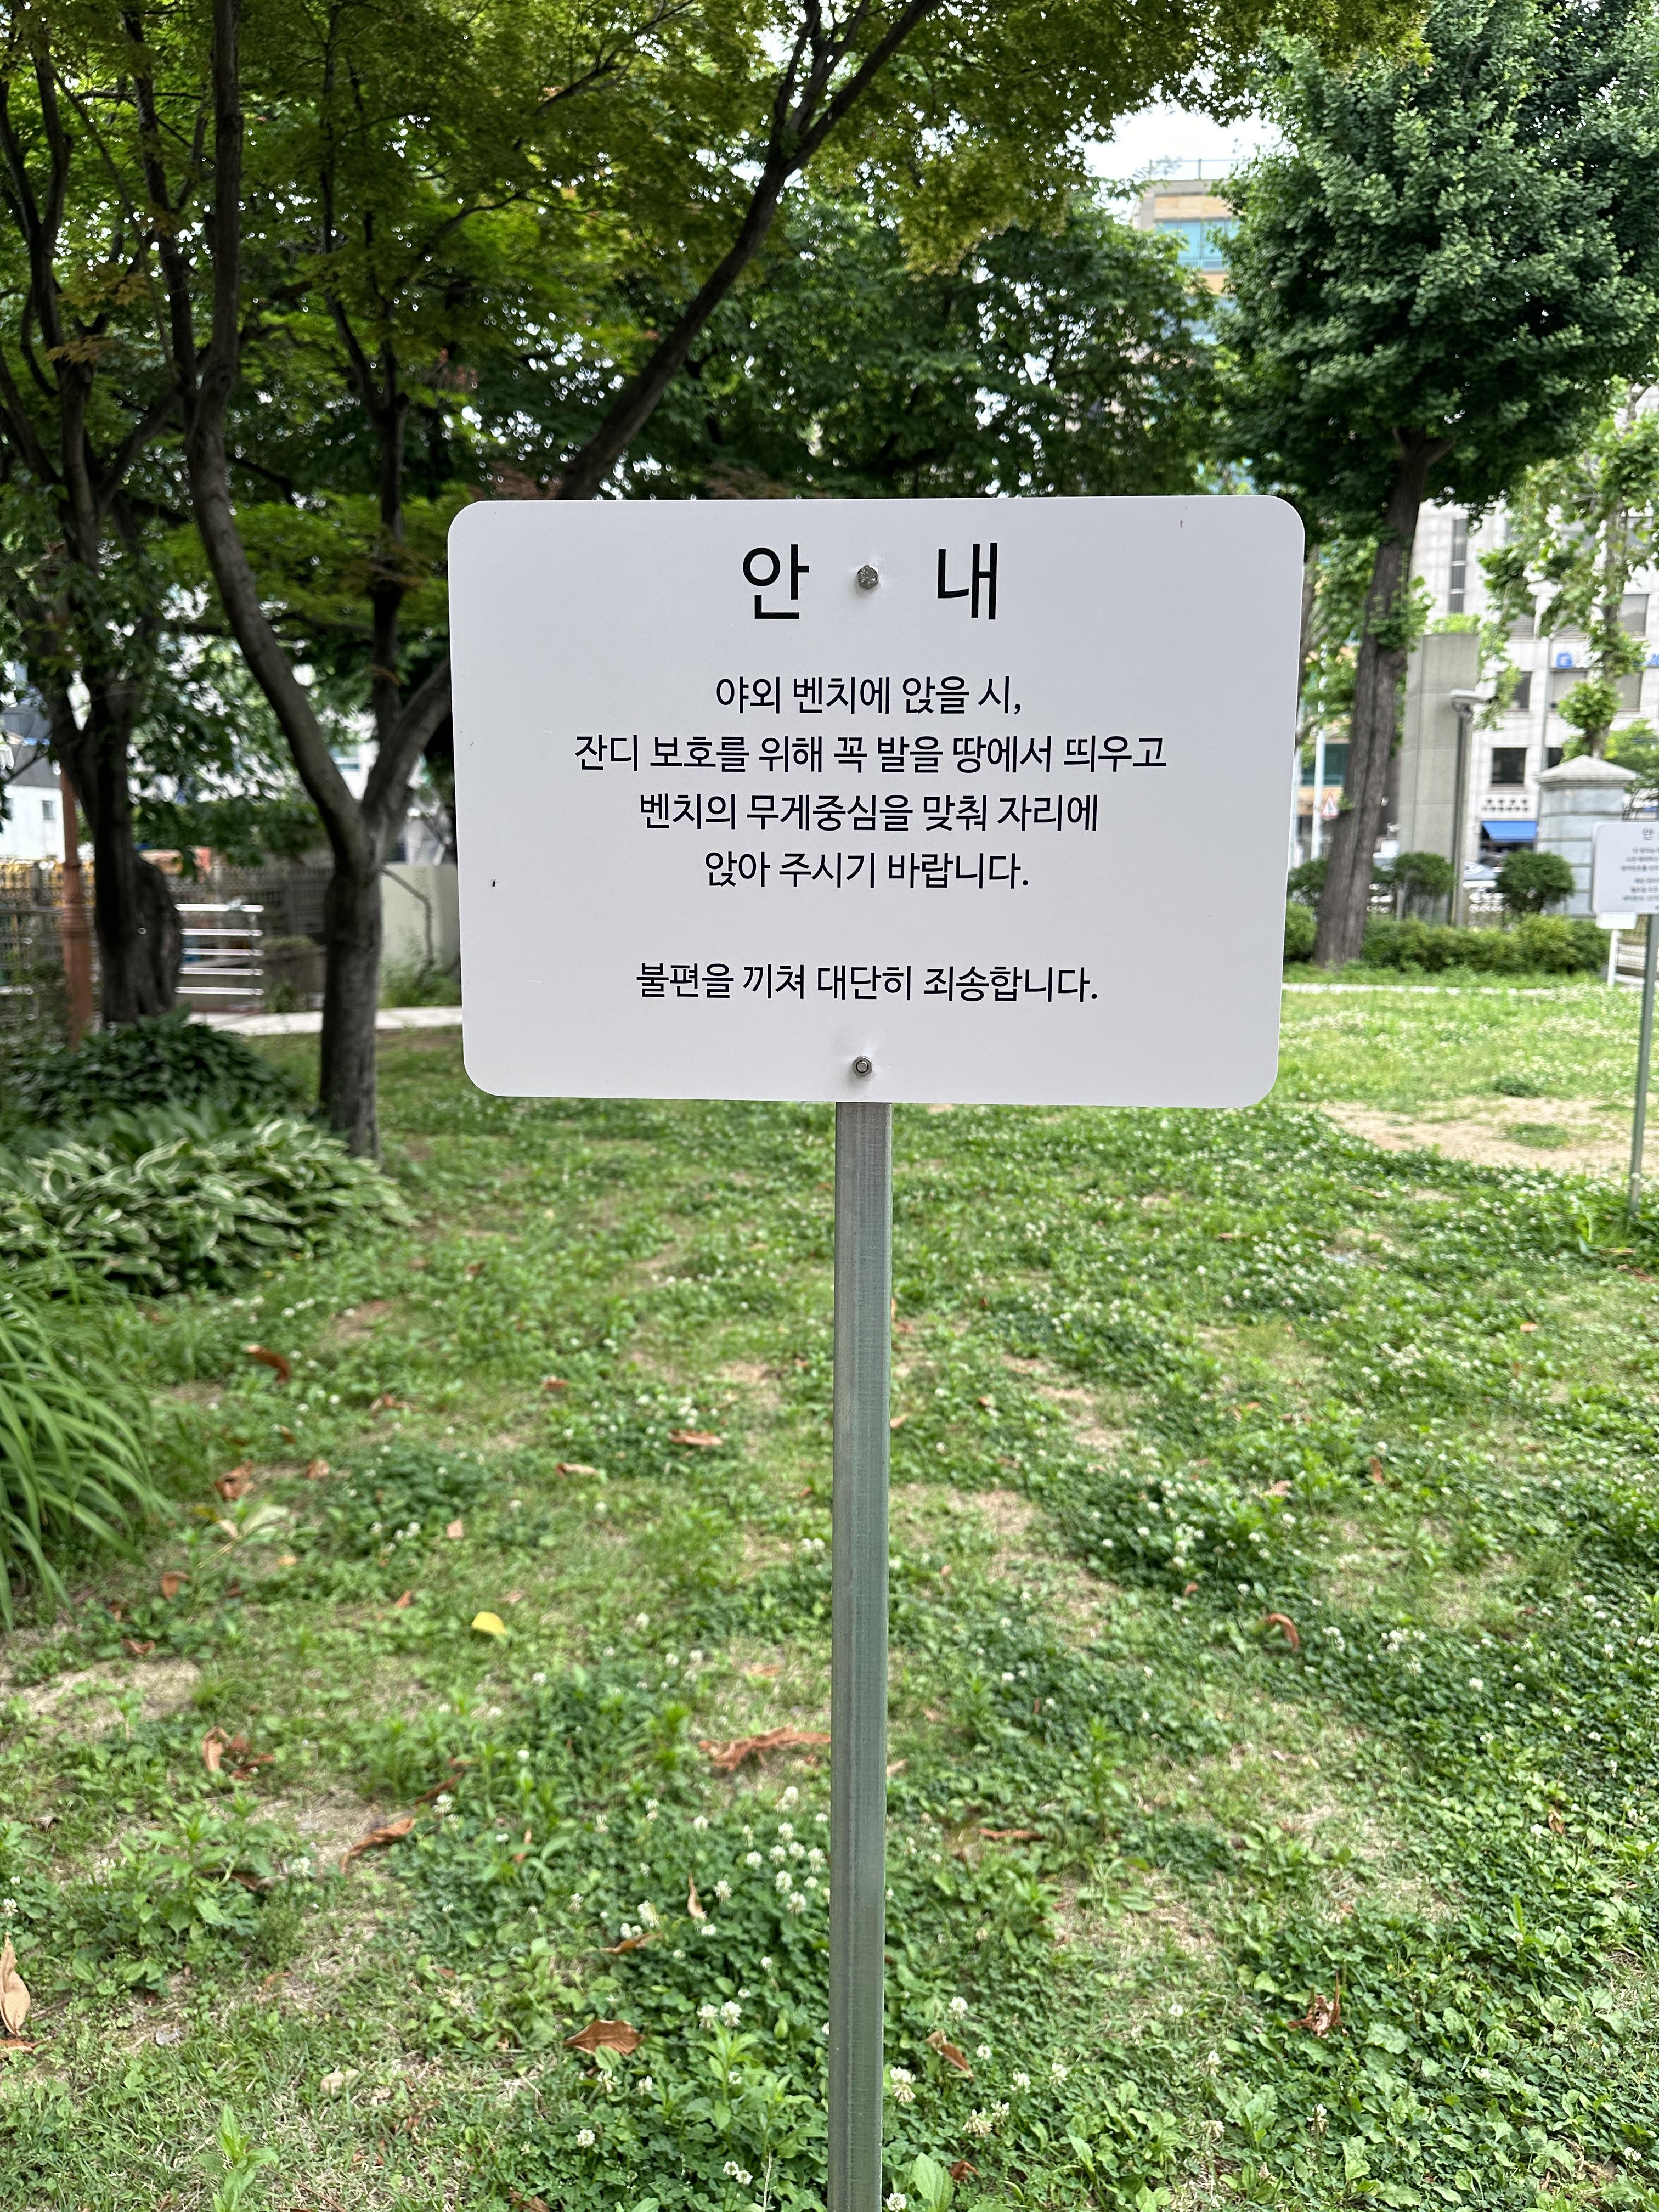 안 내
야외 벤치에 앉을 시,
잔디 보호를 위해 꼭 발을 땅에서 띄우고
벤치의 무게중심을 맞춰 자리에
앉아 주시기 바랍니다.
불편을 끼쳐 대단히 죄송합니다.
안